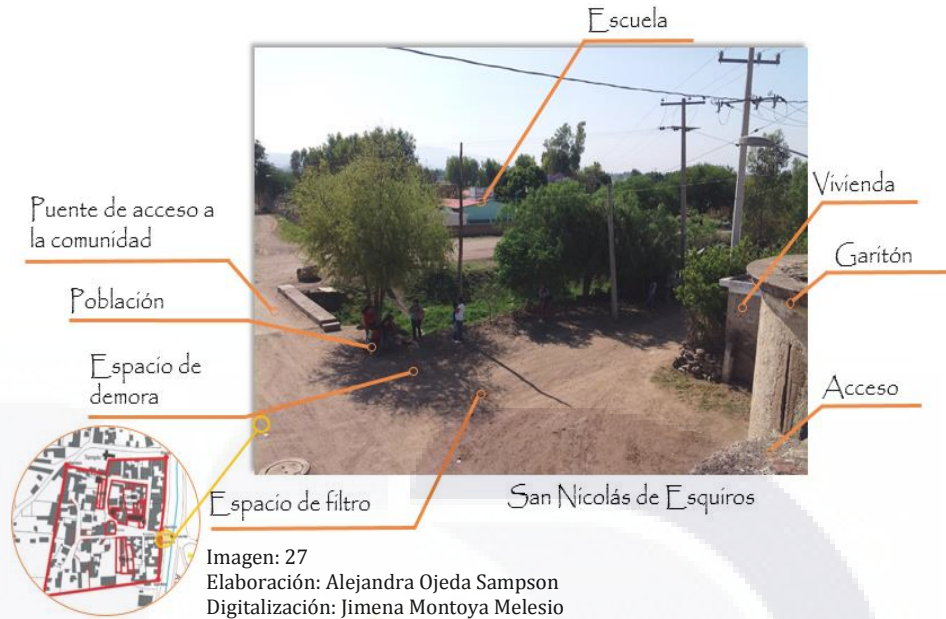 Escuela
Vivienda
Garitón
Puente de acceso a
la comunidad
Población
Espacio de
demora
Acceso
Templo
Espacio de filtro
San Nicolás de Esquiros
Imagen: 27
Elaboración: Alejandra Ojeda Sampson
Digitalización: Jimena Montoya Melesio